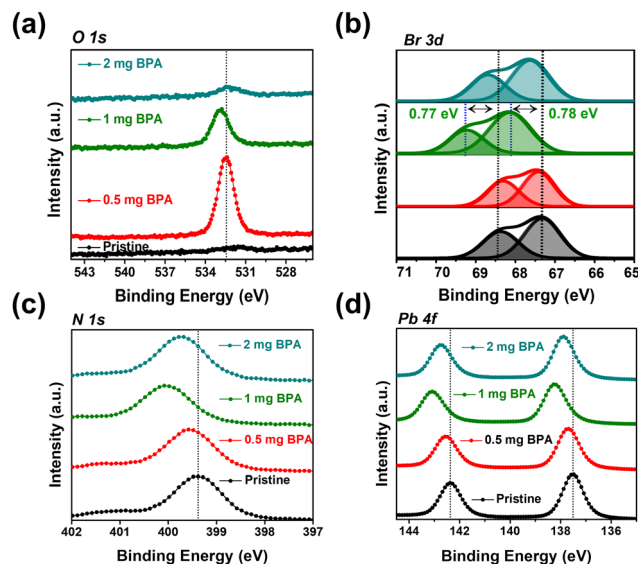 (a)
O 1s
2 mg BPA
1 mg BPA
0.5 mg BPA
Pristine
Intensity (a.u.)
543 540 537 534 531 528
Binding Energy (eV)
(b)
Br 3d
0.77 eV
0.78 eV
Intensity (a.u.)
71 70 69 68 67 66 65
Binding Energy (eV)
(c)
N 1s
2 mg BPA
1 mg BPA
0.5 mg BPA
Pristine
Intensity (a.u.)
402 401 400 399 398 397
Binding Energy (eV)
(d)
Pb 4f
2 mg BPA
1 mg BPA
0.5 mg BPA
Pristine
Intensity (a.u.)
144 142 140 138 136
Binding Energy (eV)